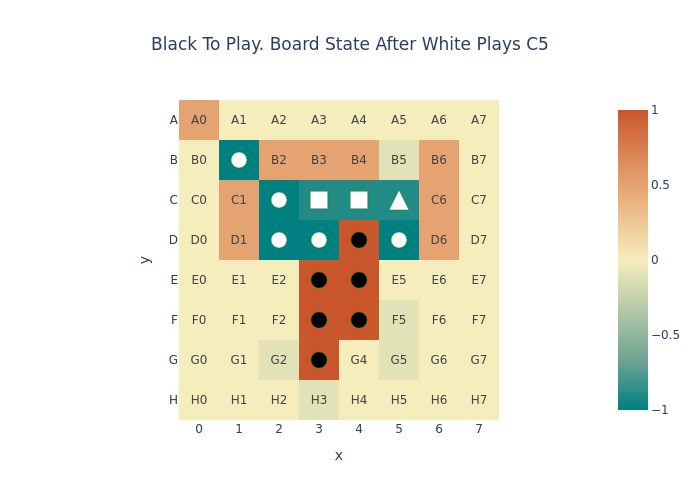 Black To Play. Board State After White Plays C5
A A0 A1 A2 A3 A4 A5 A6 A7
B B0 B2 B3 B4 B5 B6 B7
C C0 C1 C6 C7
D D0 D1 D6 D7
E E0 E1 E2 E5 E6 E7
F F0 F1 F2 F5 F6 F7
G G0 G1 G2 G4 G5 G6 G7
H H0 H1 H2 H3 H4 H5 H6 H7
0 1 2 3 4 5 6 7
x
y
1
0.5
0
−0.5
−1